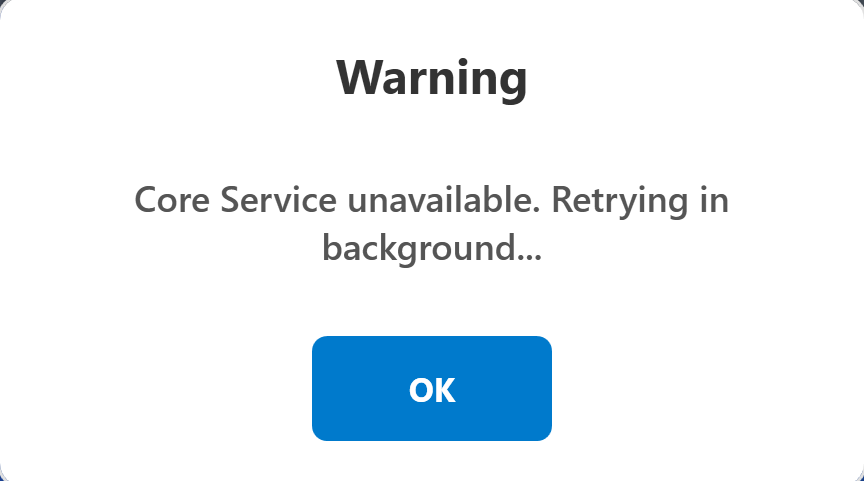 Warning
Core Service unavailable. Retrying in
background...
OK